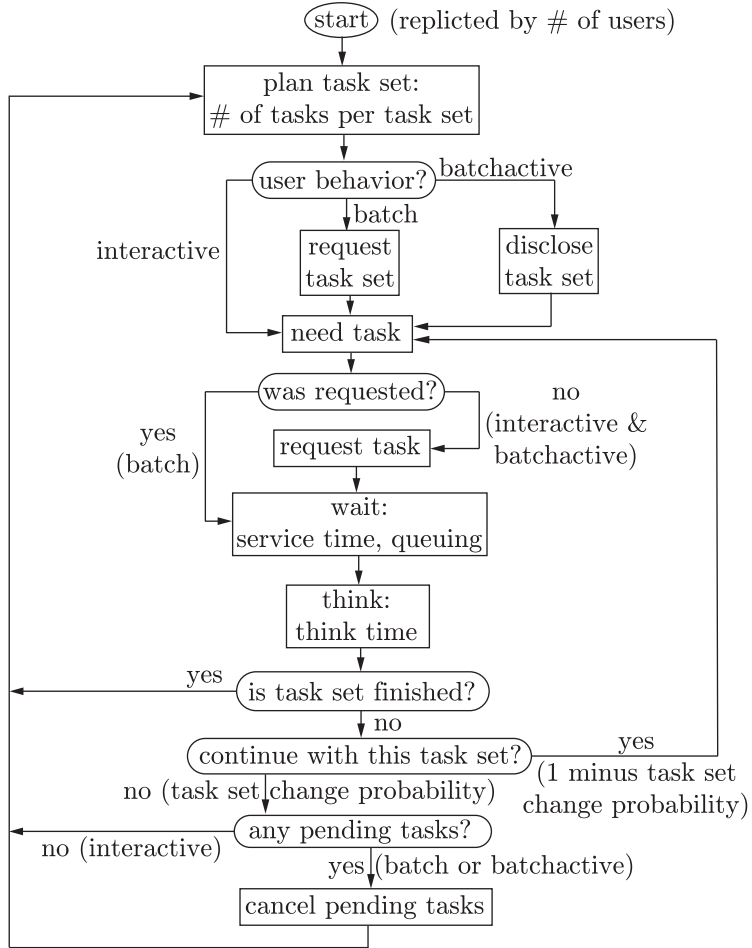 start (replicted by # of users)
plan task set:
# of tasks per task set
user behavior?
batchactive
batch
interactive
request
task set
disclose
task set
need task
was requested?
no
(interactive &
batchactive)
yes
(batch)
request task
wait:
service time, queuing
think:
think time
yes
is task set finished?
no
continue with this task set?
yes
(1 minus task set
change probability)
no (task set change probability)
any pending tasks?
no (interactive)
yes (batch or batchactive)
cancel pending tasks